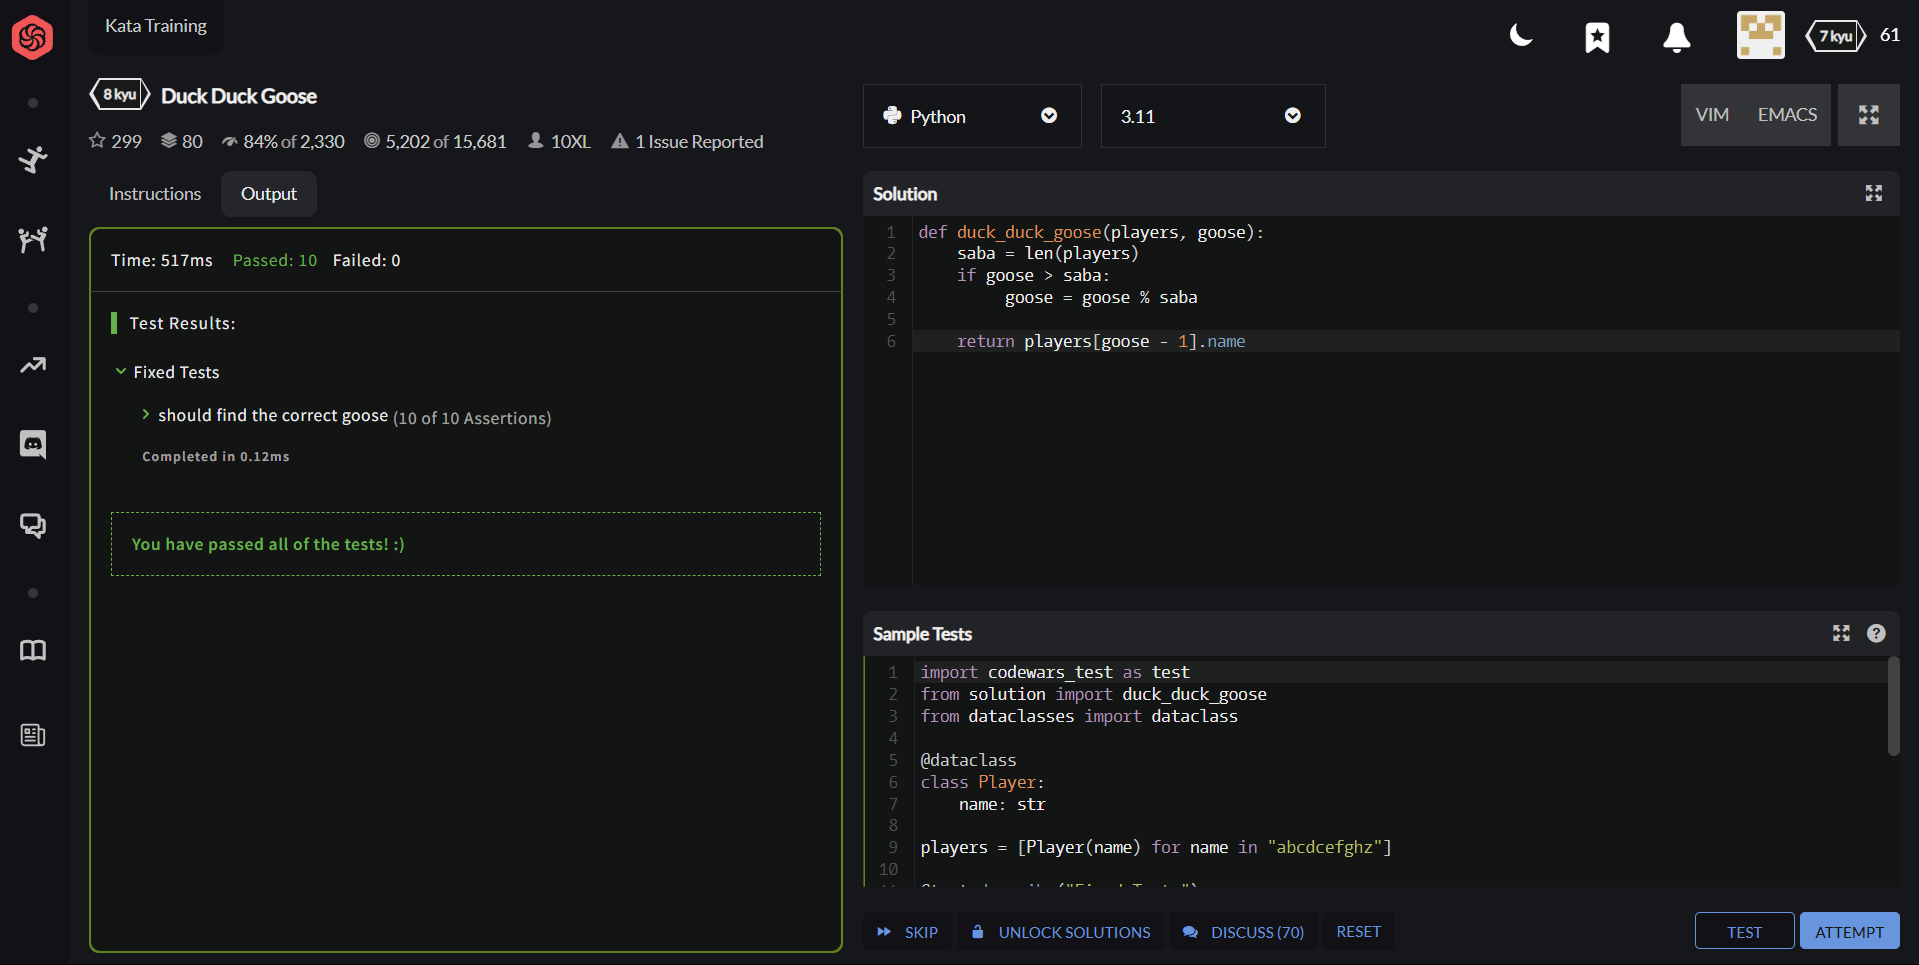 Kata Training
7 kyu 61
8 kyu Duck Duck Goose
299 80 84% of 2,330 5,202 of 15,681 10XL 1 Issue Reported
Instructions Output
Time: 517ms Passed: 10 Failed: 0
Test Results:
Fixed Tests
should find the correct goose (10 of 10 Assertions)
Completed in 0.12ms
You have passed all of the tests! :)
Python 3.11
VIM EMACS
Solution
1 def duck_duck_goose(players, goose):
2 saba = len(players)
3 if goose > saba:
4 goose = goose % saba
5
6 return players[goose - 1].name
Sample Tests
1 import codewars_test as test
2 from solution import duck_duck_goose
3 from dataclasses import dataclass
4
5 @dataclass
6 class Player:
7 name: str
8
9 players = [Player(name) for name in "abcdcefghz"]
10
SKIP UNLOCK SOLUTIONS DISCUSS (70) RESET
TEST ATTEMPT